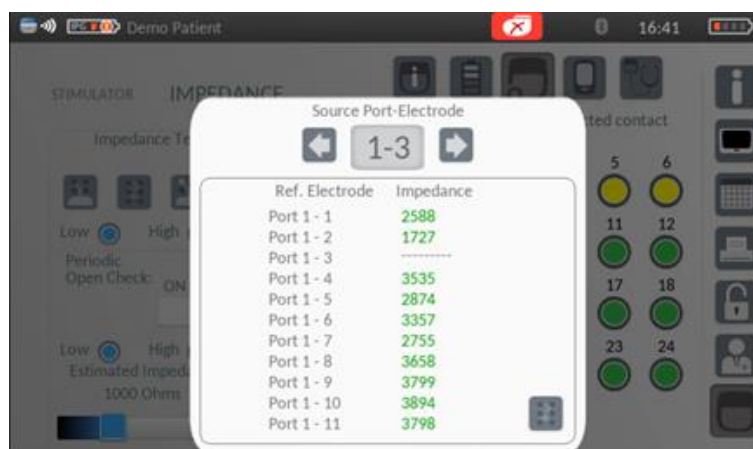 Demo Patient
16:41
STIMULATOR IMPEDANCE
Source Port-Electrode
1-3
Impedance Te
ted contact
5 6
Ref. Electrode Impedance
Port 1 - 1 2588
Port 1 - 2 1727
Port 1 - 3 ---------
Port 1 - 4 3535
Port 1 - 5 2874
Port 1 - 6 3357
Port 1 - 7 2755
Port 1 - 8 3658
Port 1 - 9 3799
Port 1 - 10 3894
Port 1 - 11 3798
Low High
11 12
Periodic
Open Check: ON
17 18
Low High
23 24
Estimated Imped
1000 Ohms